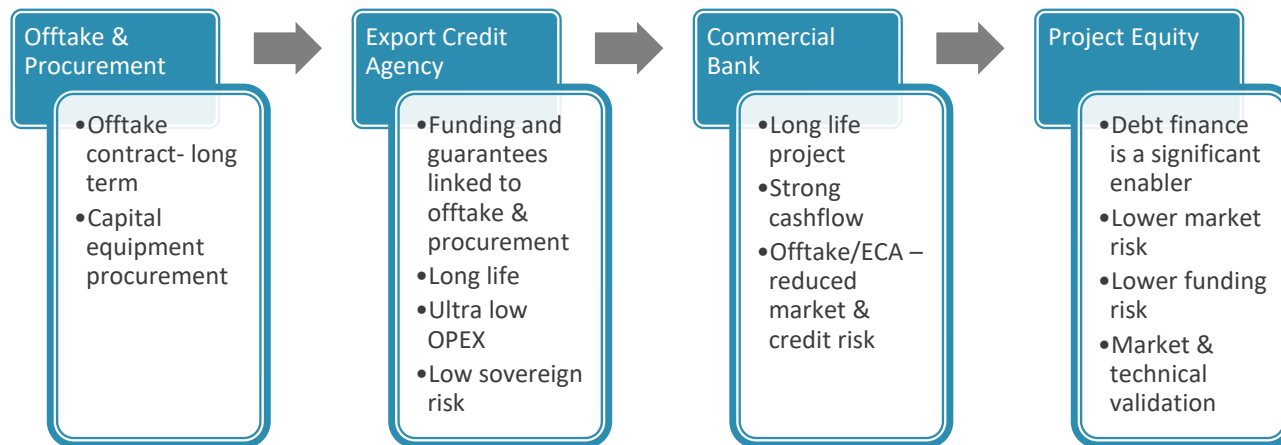 Offtake &
Procurement
•Offtake
contract- long
term
•Capital
equipment
procurement
Export Credit
Agency
•Funding and
guarantees
linked to
offtake &
procurement
•Long life
•Ultra low
OPEX
•Low sovereign
risk
Commercial
Bank
•Long life
project
•Strong
cashflow
•Offtake/ECA –
reduced
market &
credit risk
Project Equity
•Debt finance
is a significant
enabler
•Lower market
risk
•Lower funding
risk
•Market &
technical
validation